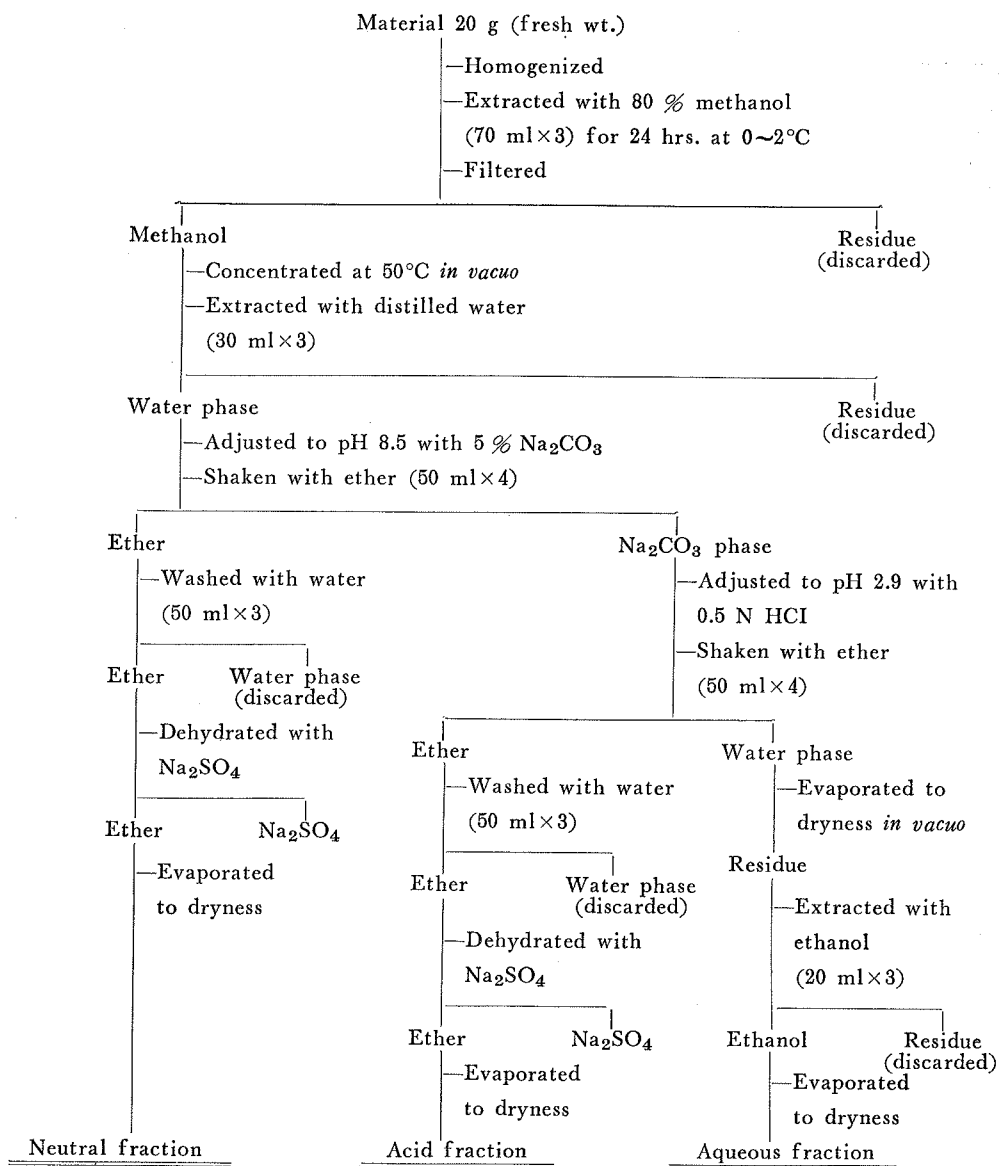 Material 20 g (fresh wt.)
—Homogenized
—Extracted with 80 % methanol
(70 ml×3) for 24 hrs. at 0~2°C
—Filtered
Methanol
Residue
(discarded)
—Concentrated at 50°C in vacuo
—Extracted with distilled water
(30 ml×3)
Water phase
Residue
(discarded)
—Adjusted to pH 8.5 with 5 % Na₂CO₃
—Shaken with ether (50 ml×4)
Ether
—Washed with water
(50 ml×3)
Ether
Water phase
(discarded)
—Dehydrated with
Na₂SO₄
Ether
Na₂SO₄
—Evaporated
to dryness
Neutral fraction
Na₂CO₃ phase
—Adjusted to pH 2.9 with
0.5 N HCl
—Shaken with ether
(50 ml×4)
Ether
—Washed with water
(50 ml×3)
Ether
Water phase
(discarded)
—Dehydrated with
Na₂SO₄
Ether
Na₂SO₄
—Evaporated
to dryness
Acid fraction
Water phase
—Evaporated to
dryness in vacuo
Residue
—Extracted with
ethanol
(20 ml×3)
Ethanol
Residue
(discarded)
—Evaporated
to dryness
Aqueous fraction